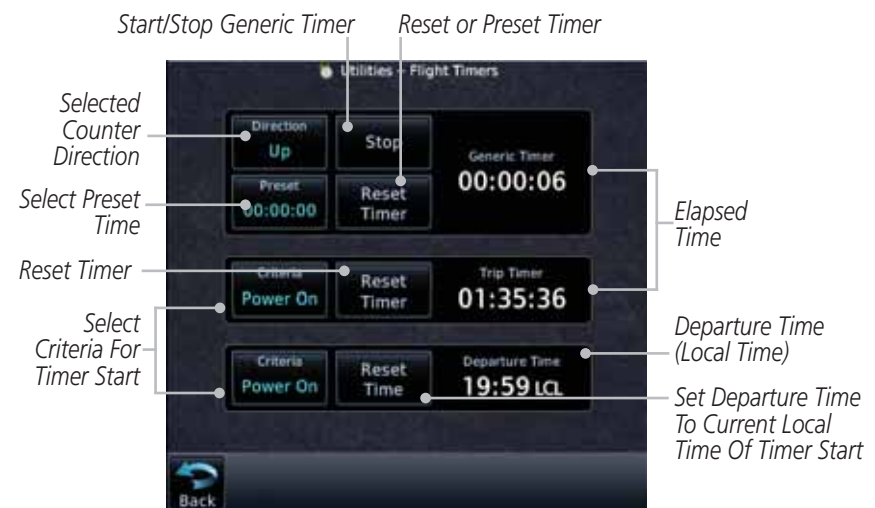 Start/Stop Generic Timer
Reset or Preset Timer
Utilities – Flight Timers
Selected
Counter
Direction
Direction
Up
Stop
Generic Timer
00:00:06
Select Preset
Time
Preset
00:00:00
Reset
Timer
Elapsed
Time
Reset Timer
Criteria
Power On
Reset
Timer
Trip Timer
01:35:36
Select
Criteria For
Timer Start
Departure Time
(Local Time)
Criteria
Power On
Reset
Time
Departure Time
19:59 LCL
Set Departure Time
To Current Local
Time Of Timer Start
Back